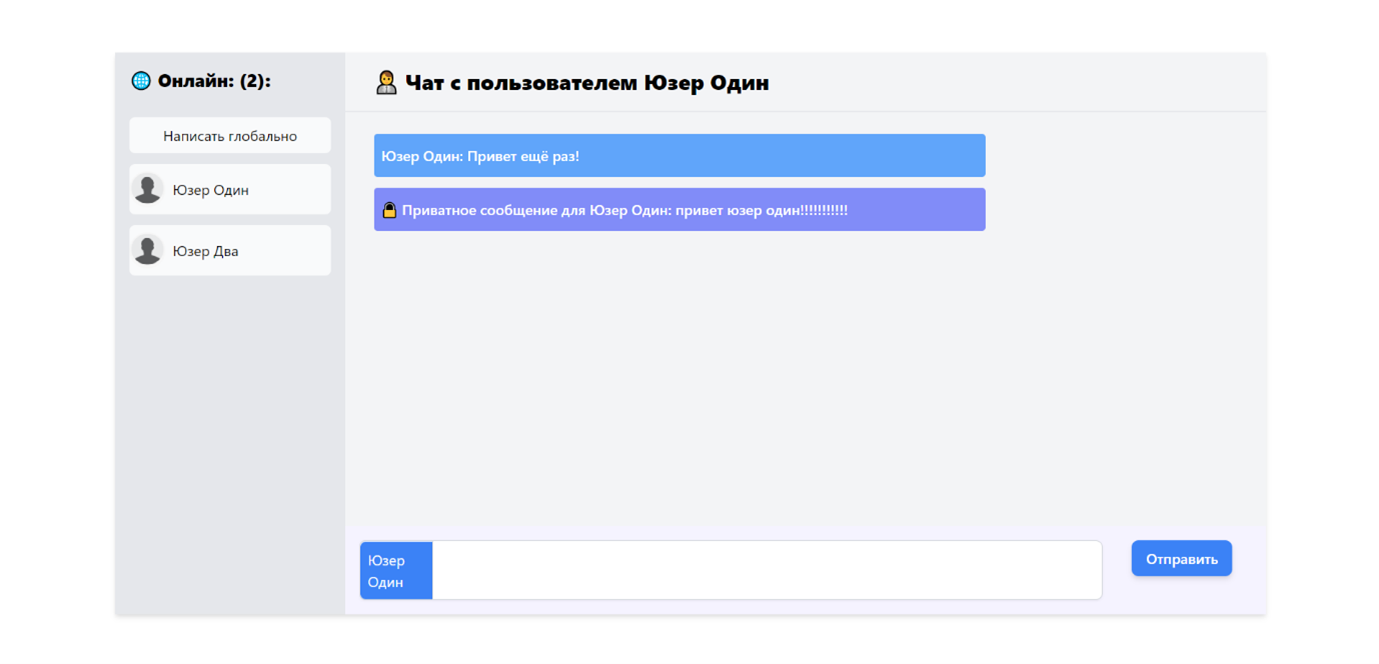 🌐 Онлайн: (2):
Написать глобально
Юзер Один
Юзер Два
👩‍💼 Чат с пользователем Юзер Один
Юзер Один: Привет ещё раз!
🔒 Приватное сообщение для Юзер Один: привет юзер один!!!!!!!!!!!
Юзер
Один
Отправить